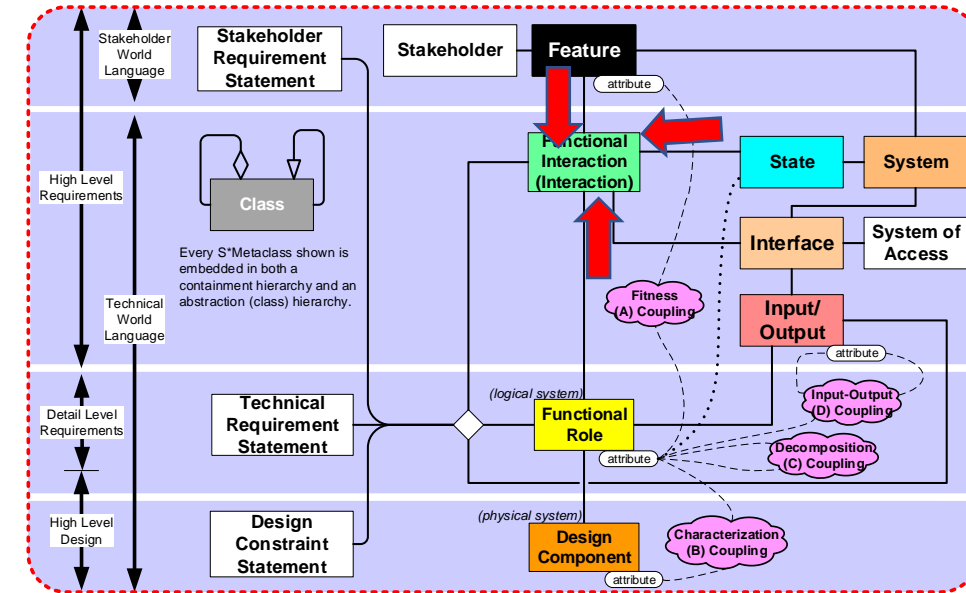 Stakeholder
World
Language
Stakeholder
Requirement
Statement
Stakeholder
Feature
attribute
High Level
Requirements
Class
Every S*Metaclass shown is
embedded in both a
containment hierarchy and an
abstraction (class) hierarchy.
Functional
Interaction
(Interaction)
State
System
Interface
System of
Access
Technical
World
Language
Fitness
(A) Coupling
Input/
Output
attribute
Detail Level
Requirements
Technical
Requirement
Statement
(logical system)
Functional
Role
attribute
Input-Output
(D) Coupling
Decomposition
(C) Coupling
High Level
Design
Design
Constraint
Statement
(physical system)
Design
Component
attribute
Characterization
(B) Coupling